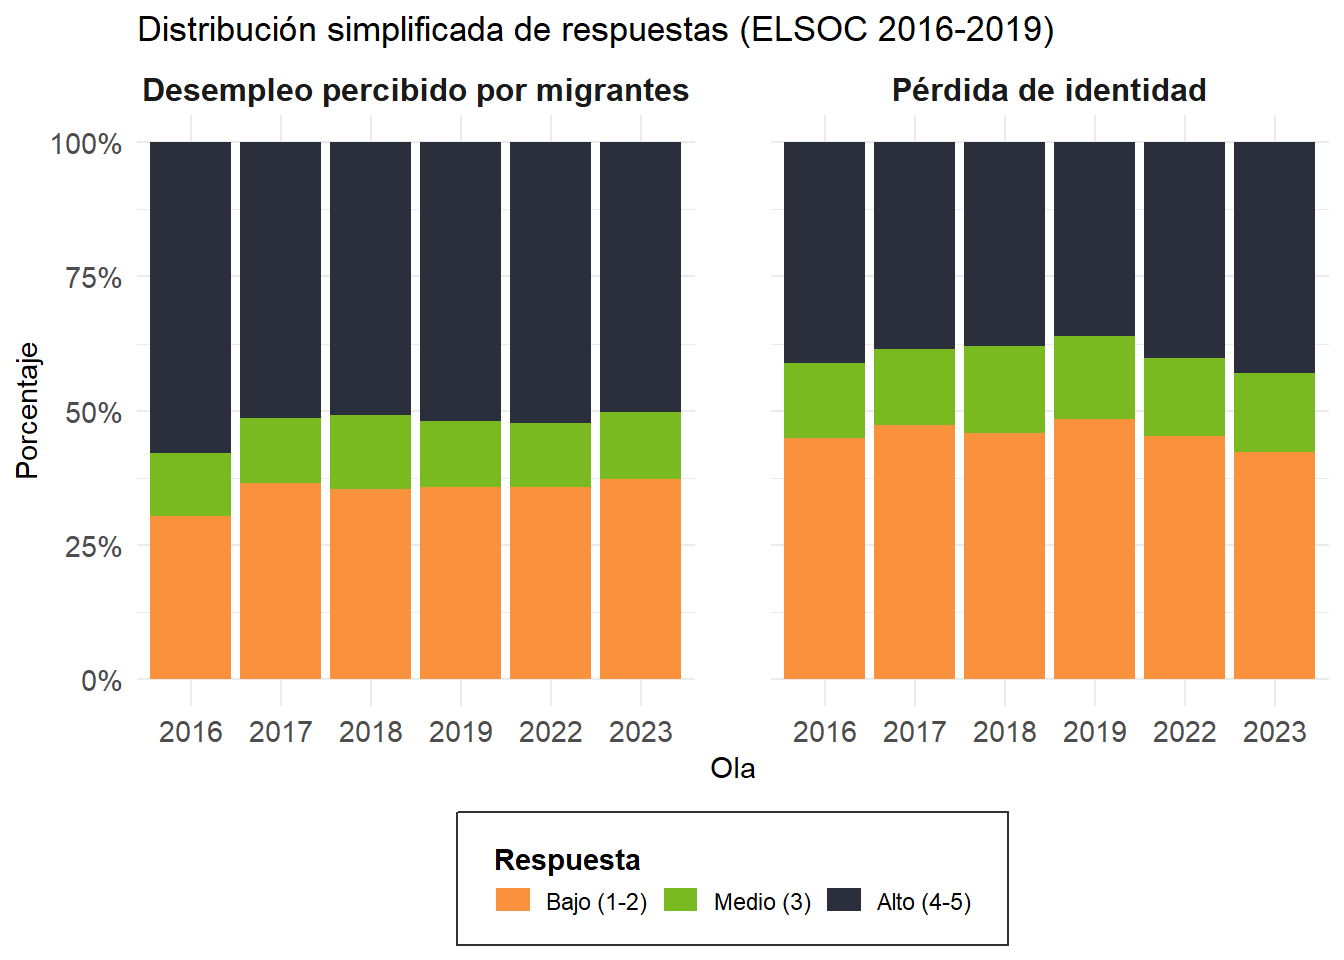 Distribución simplificada de respuestas (ELSOC 2016-2019)
Desempleo percibido por migrantes
Pérdida de identidad
Porcentaje
100%
75%
50%
25%
0%
2016 2017 2018 2019 2022 2023
2016 2017 2018 2019 2022 2023
Ola
Respuesta
Bajo (1-2) Medio (3) Alto (4-5)